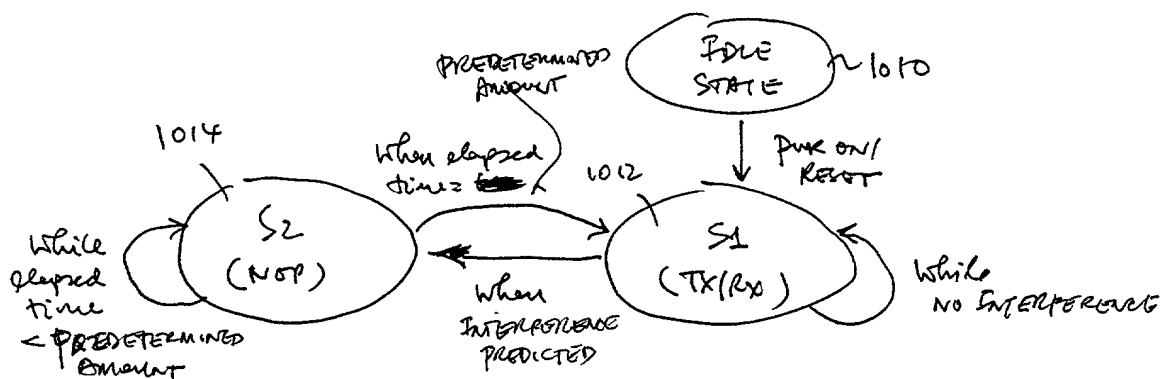 PREDETERMINED
AMOUNT
IDLE
STATE
1010
1014
When elapsed
time =
1012
PWR ON/
RESET
S2
(NOP)
S1
(TX/RX)
While
elapsed
time
< PREDETERMINED
AMOUNT
When
INTERFERENCE
PREDICTED
While
NO INTERFERENCE